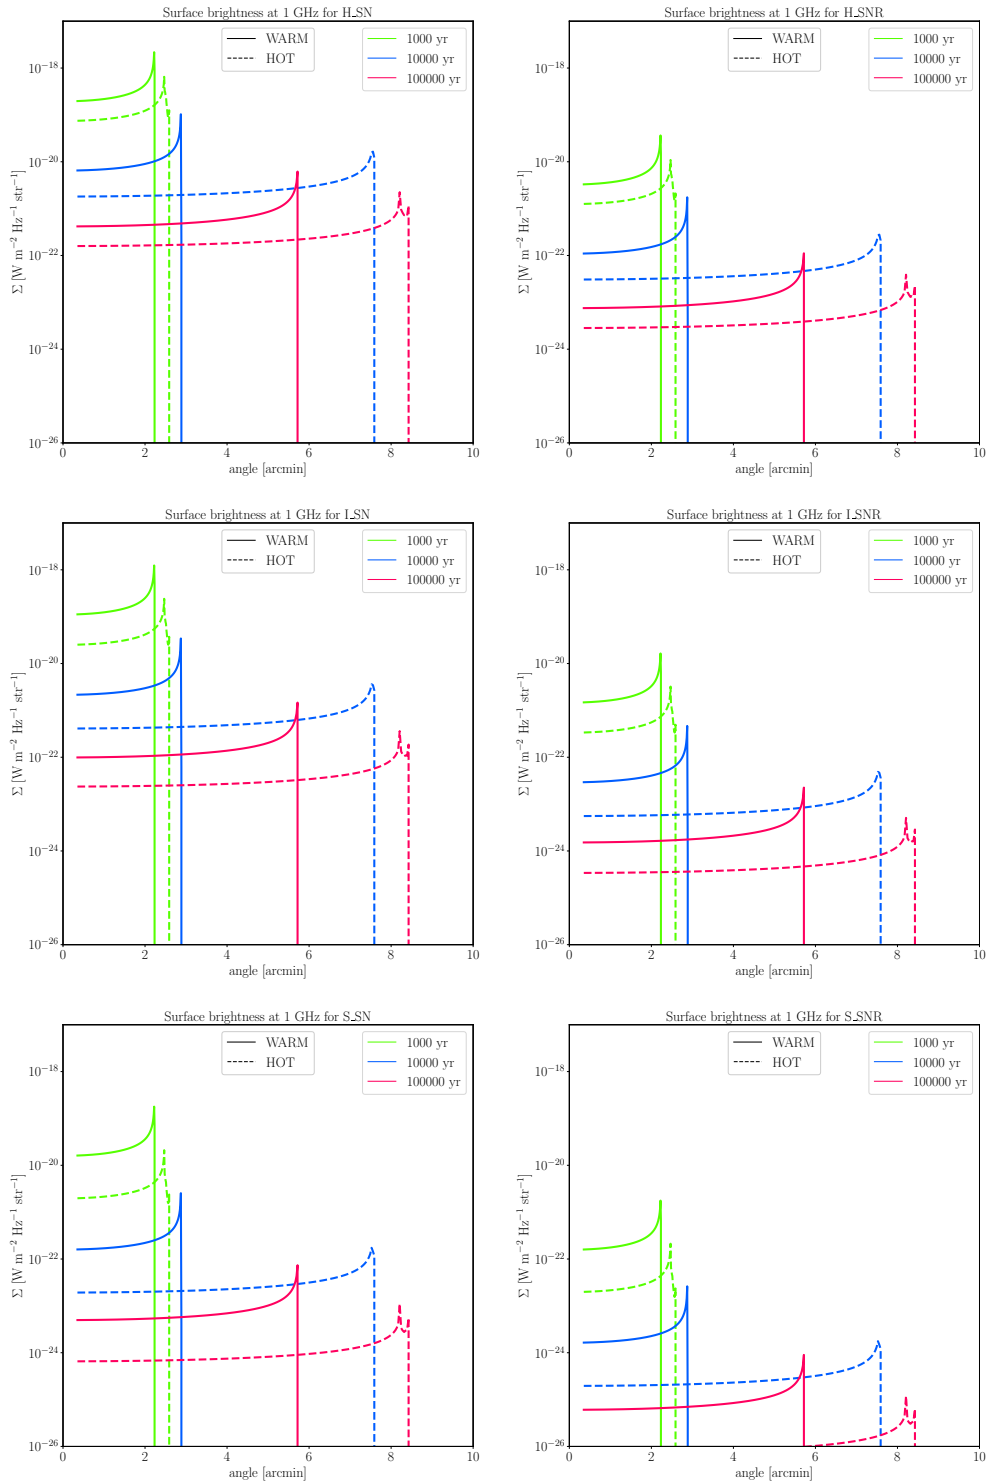 Surface brightness at 1 GHz for H_SN
WARM
HOT
1000 yr
10000 yr
100000 yr
Σ [W m⁻² Hz⁻¹ str⁻¹]
10⁻¹⁸
10⁻²⁰
10⁻²²
10⁻²⁴
10⁻²⁶
0 2 4 6 8 10
angle [arcmin]
Surface brightness at 1 GHz for H_SNR
WARM
HOT
1000 yr
10000 yr
100000 yr
Σ [W m⁻² Hz⁻¹ str⁻¹]
10⁻¹⁸
10⁻²⁰
10⁻²²
10⁻²⁴
10⁻²⁶
0 2 4 6 8 10
angle [arcmin]
Surface brightness at 1 GHz for I_SN
WARM
HOT
1000 yr
10000 yr
100000 yr
Σ [W m⁻² Hz⁻¹ str⁻¹]
10⁻¹⁸
10⁻²⁰
10⁻²²
10⁻²⁴
10⁻²⁶
0 2 4 6 8 10
angle [arcmin]
Surface brightness at 1 GHz for I_SNR
WARM
HOT
1000 yr
10000 yr
100000 yr
Σ [W m⁻² Hz⁻¹ str⁻¹]
10⁻¹⁸
10⁻²⁰
10⁻²²
10⁻²⁴
10⁻²⁶
0 2 4 6 8 10
angle [arcmin]
Surface brightness at 1 GHz for S_SN
WARM
HOT
1000 yr
10000 yr
100000 yr
Σ [W m⁻² Hz⁻¹ str⁻¹]
10⁻¹⁸
10⁻²⁰
10⁻²²
10⁻²⁴
10⁻²⁶
0 2 4 6 8 10
angle [arcmin]
Surface brightness at 1 GHz for S_SNR
WARM
HOT
1000 yr
10000 yr
100000 yr
Σ [W m⁻² Hz⁻¹ str⁻¹]
10⁻¹⁸
10⁻²⁰
10⁻²²
10⁻²⁴
10⁻²⁶
0 2 4 6 8 10
angle [arcmin]